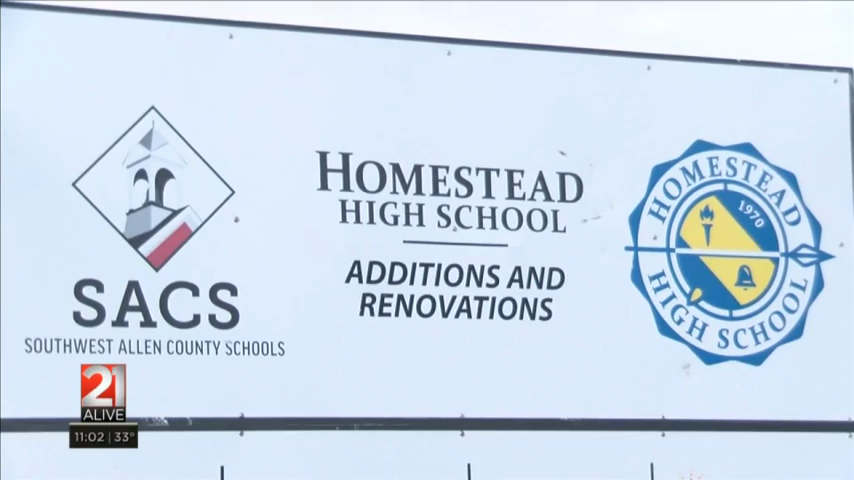 SACS
SOUTHWEST ALLEN COUNTY SCHOOLS
HOMESTEAD
HIGH SCHOOL
ADDITIONS AND
RENOVATIONS
HOMESTEAD
1970
HIGH SCHOOL
21
ALIVE
11:02 33°